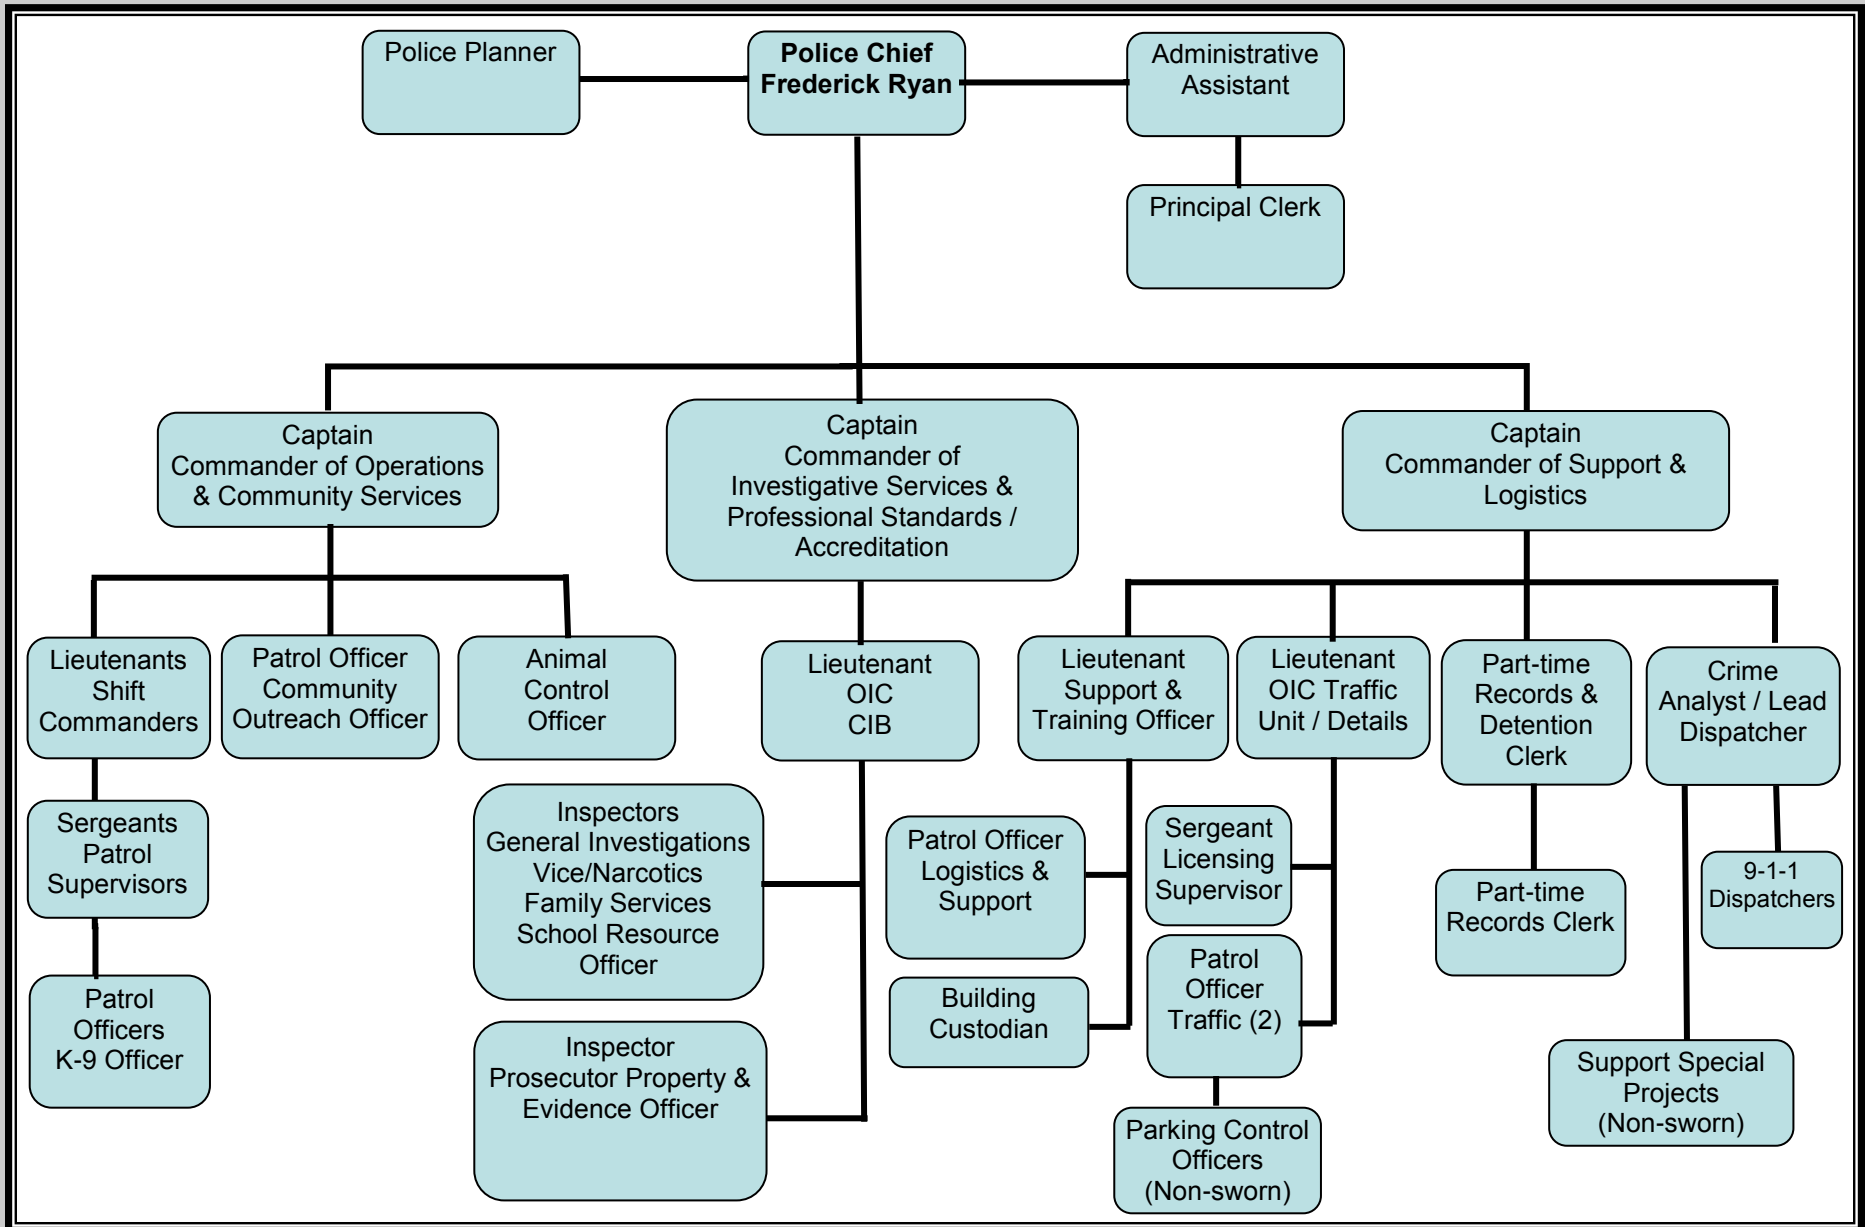 Police Planner
Police Chief
Frederick Ryan
Administrative
Assistant
Principal Clerk
Captain
Commander of Operations
& Community Services
Captain
Commander of
Investigative Services &
Professional Standards /
Accreditation
Captain
Commander of Support &
Logistics
Lieutenants
Shift
Commanders
Patrol Officer
Community
Outreach Officer
Animal
Control
Officer
Lieutenant
OIC
CIB
Lieutenant
Support &
Training Officer
Lieutenant
OIC Traffic
Unit / Details
Part-time
Records &
Detention
Clerk
Crime
Analyst / Lead
Dispatcher
Sergeants
Patrol
Supervisors
Inspectors
General Investigations
Vice/Narcotics
Family Services
School Resource
Officer
Patrol Officer
Logistics &
Support
Sergeant
Licensing
Supervisor
Part-time
Records Clerk
9-1-1
Dispatchers
Patrol
Officers
K-9 Officer
Inspector
Prosecutor Property &
Evidence Officer
Building
Custodian
Patrol
Officer
Traffic (2)
Support Special
Projects
(Non-sworn)
Parking Control
Officers
(Non-sworn)